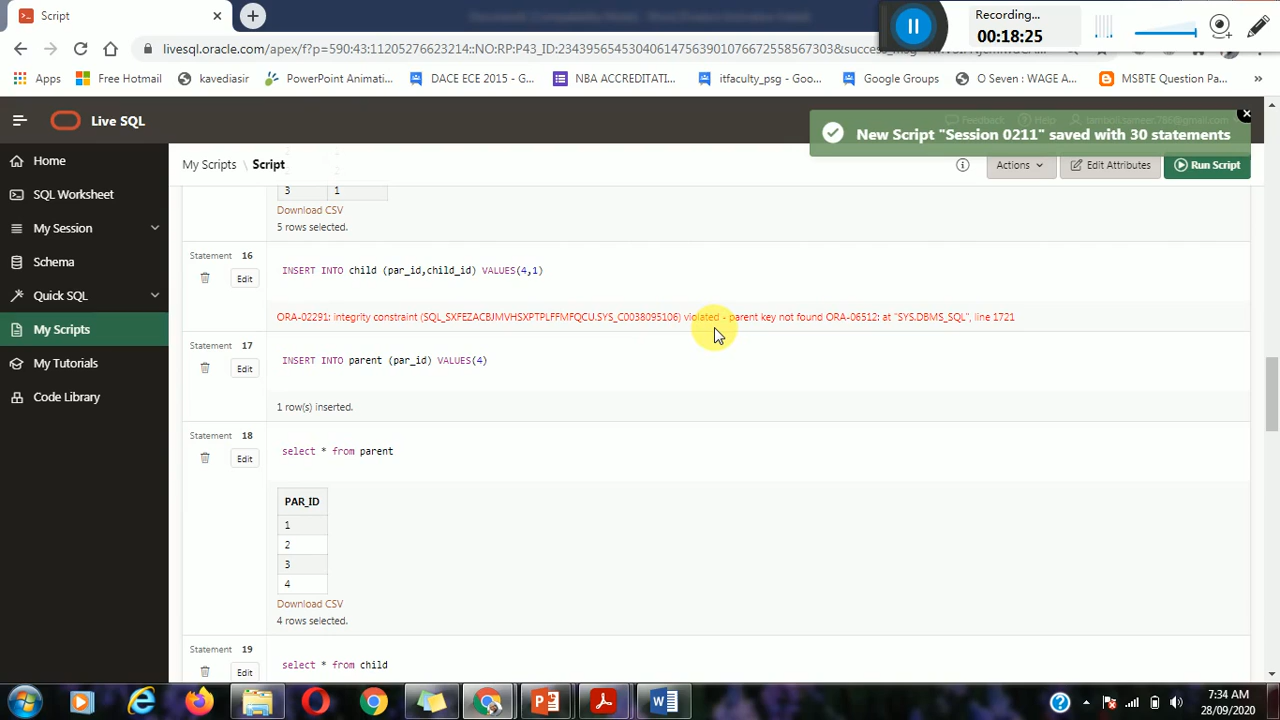 Script
Recording...
00:18:25
livesql.oracle.com/apex/f?p=590:43:11205276623214::NO:RP:P43_ID:234395654530406147563901076672255856730 3&success_msg
Apps
Free Hotmail
kavediasir
PowerPoint Animati...
DACE ECE 2015 - G...
NBA ACCREDITATI...
itfaculty_psg - Goo...
Google Groups
O Seven : WAGE A...
MSBTE Question Pa...
»
Live SQL
Feedback
Help
New Script "Session 0211" saved with 30 statements
Home
SQL Worksheet
My Session
Schema
Quick SQL
My Scripts
My Tutorials
Code Library
My Scripts
Script
Actions
Edit Attributes
Run Script
3 1
Download CSV
5 rows selected.
Statement 16
Edit
INSERT INTO child (par_id,child_id) VALUES(4,1)
ORA-02291: integrity constraint (SQL_SXFEZACBJMVHSXPTPLFFMFQCU.SYS_C0038095106) violated - parent key not found ORA-06512: at "SYS.DBMS_SQL", line 1721
Statement 17
Edit
INSERT INTO parent (par_id) VALUES(4)
1 row(s) inserted.
Statement 18
Edit
select * from parent
PAR_ID
1
2
3
4
Download CSV
4 rows selected.
Statement 19
Edit
select * from child
7:34 AM
28/09/2020